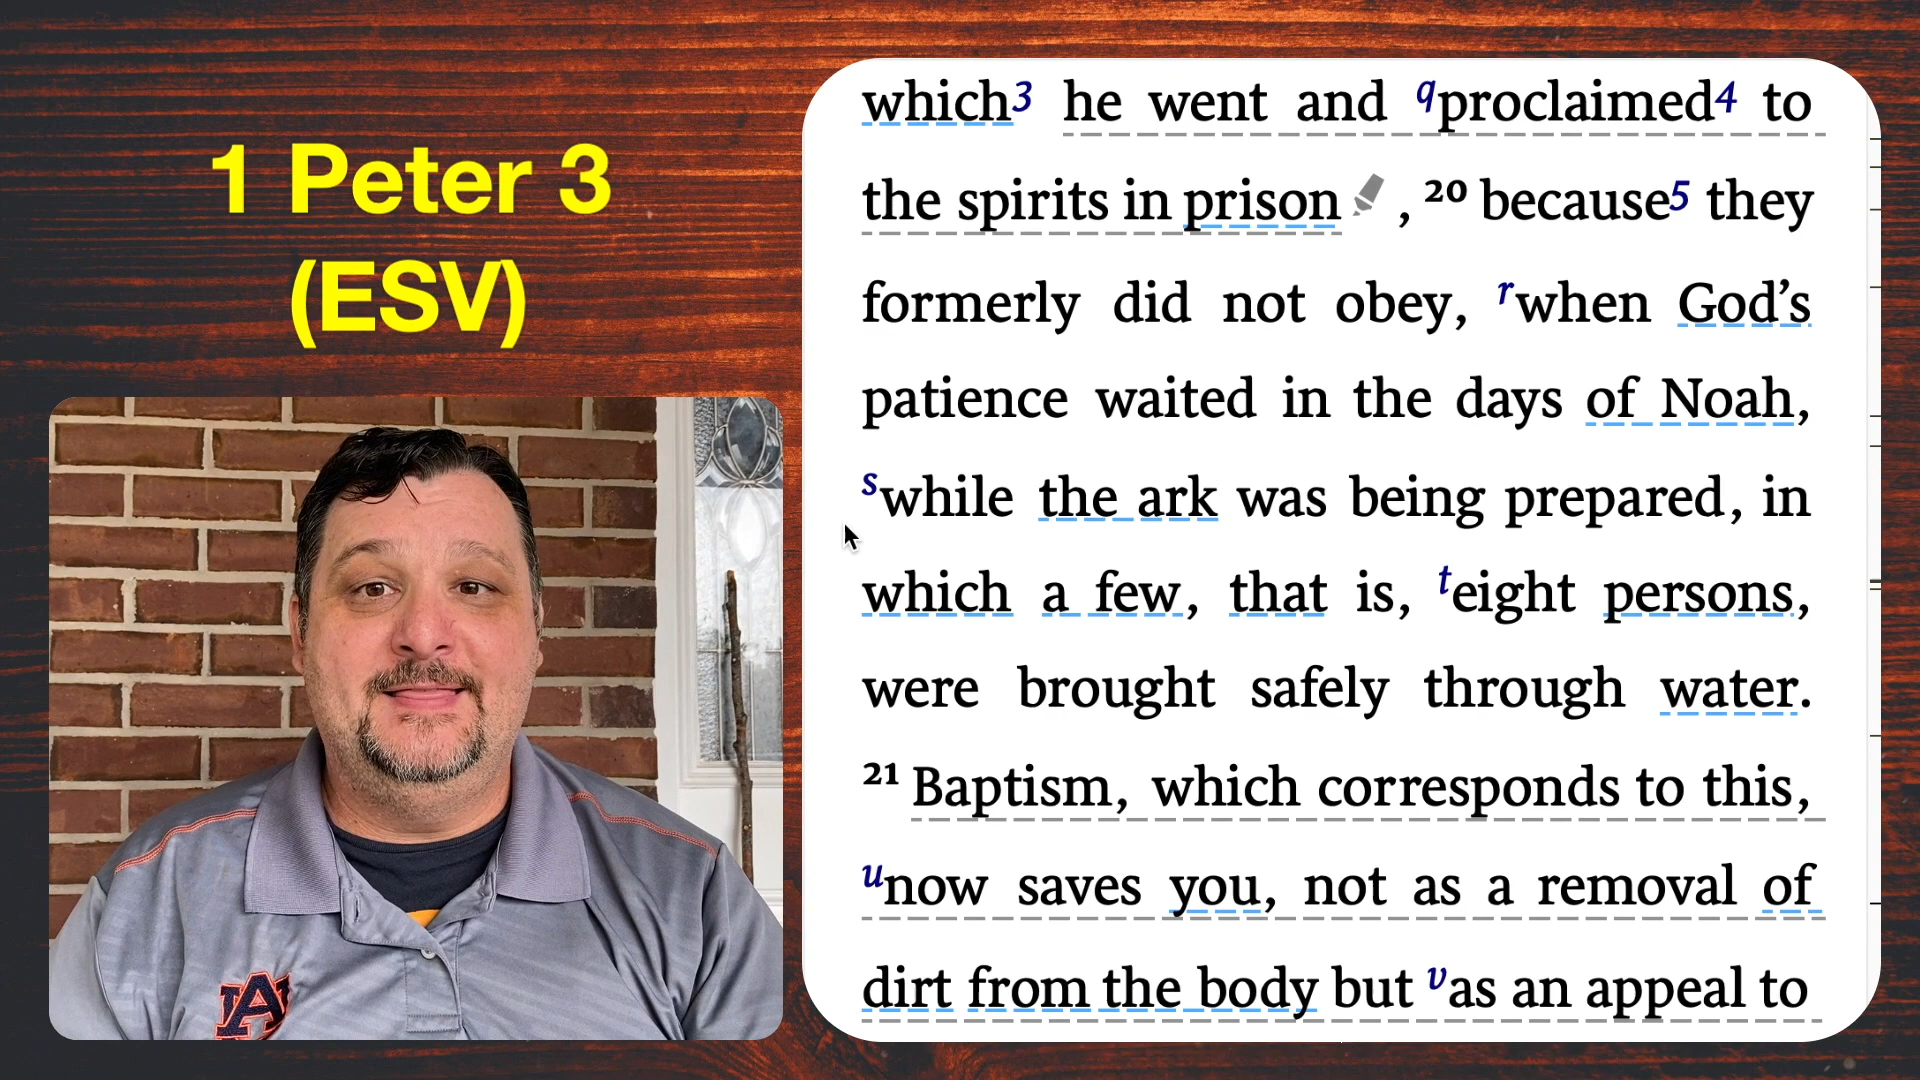 1 Peter 3
(ESV)
which3 he went and qproclaimed4 to
the spirits in prison , 20 because5 they
formerly did not obey, rwhen God’s
patience waited in the days of Noah,
swhile the ark was being prepared, in
which a few, that is, teight persons,
were brought safely through water.
21 Baptism, which corresponds to this,
unow saves you, not as a removal of
dirt from the body but vas an appeal to
AU